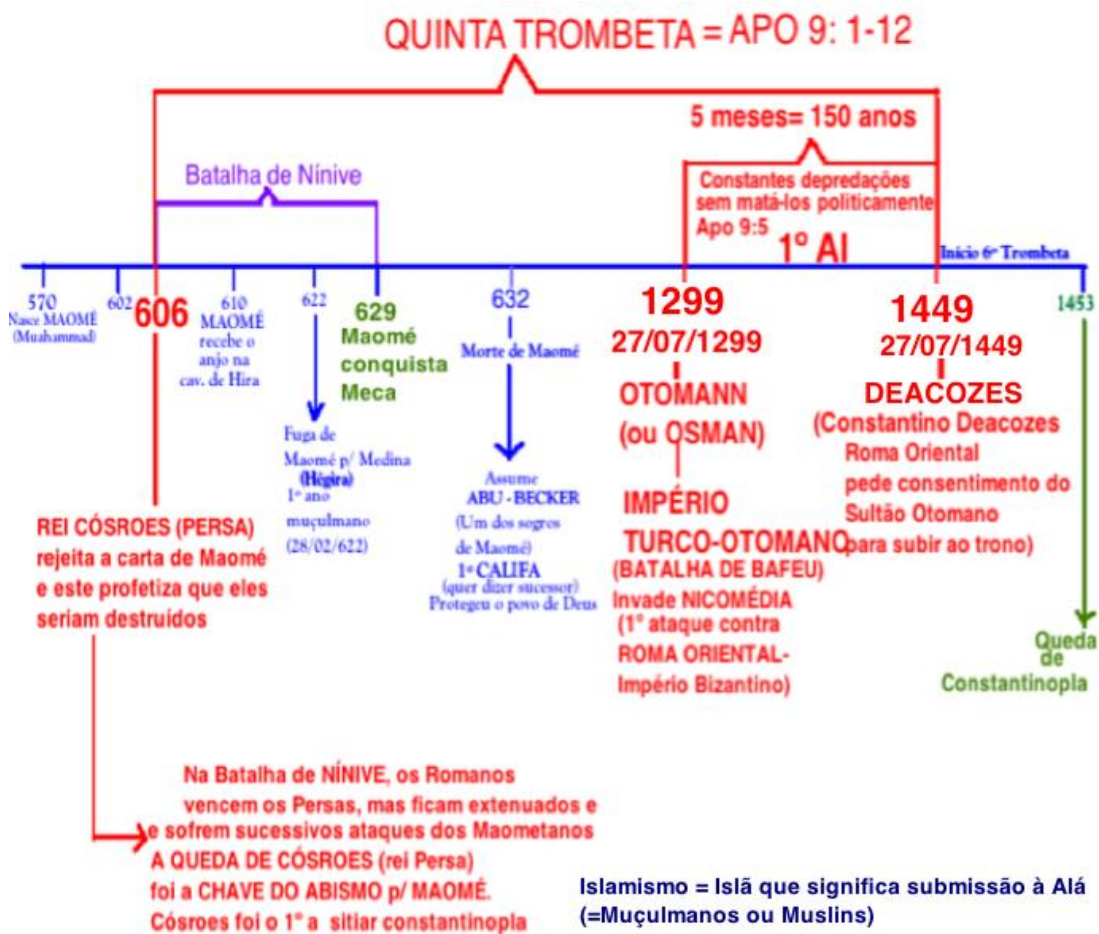 QUINTA TROMBETA = APO 9: 1-12
5 meses= 150 anos
Batalha de Nínive
Constantes depredações
sem matá-los politicamente
Apo 9:5
1º AI
Início 6ª Trombeta
570
Nasce MAOMÉ
(Muahammad)
602
606
610
MAOMÉ
recebe o
anjo na
cav. de Hira
622
629
Maomé
conquista
Meca
632
Morte de Maomé
1299
27/07/1299
OTOMANN
(ou OSMAN)
IMPÉRIO
TURCO-OTOMANO
(BATALHA DE BAFEU)
Invade NICOMÉDIA
(1º ataque contra
ROMA ORIENTAL-
Império Bizantino)
1449
27/07/1449
DEACOZES
(Constantino Deacozes
Roma Oriental
pede consentimento do
Sultão Otomano
para subir ao trono)
1453
Queda
de
Constantinopla
Fuga de
Maomé p/ Medina
(Hégira)
1º ano
muçulmano
(28/02/622)
Assume
ABU - BECKER
(Um dos sogros
de Maomé)
1º CALIFA
(quer dizer sucessor)
Protegeu o povo de Deus
REI CÓSROES (PERSA)
rejeita a carta de Maomé
e este profetiza que eles
seriam destruídos
Na Batalha de NÍNIVE, os Romanos
vencem os Persas, mas ficam extenuados e
e sofrem sucessivos ataques dos Maometanos
A QUEDA DE CÓSROES (rei Persa)
foi a CHAVE DO ABISMO p/ MAOMÉ.
Cósroes foi o 1º a sitiar constantinopla
Islamismo = Islã que significa submissão à Alá
(=Muçulmanos ou Muslins)